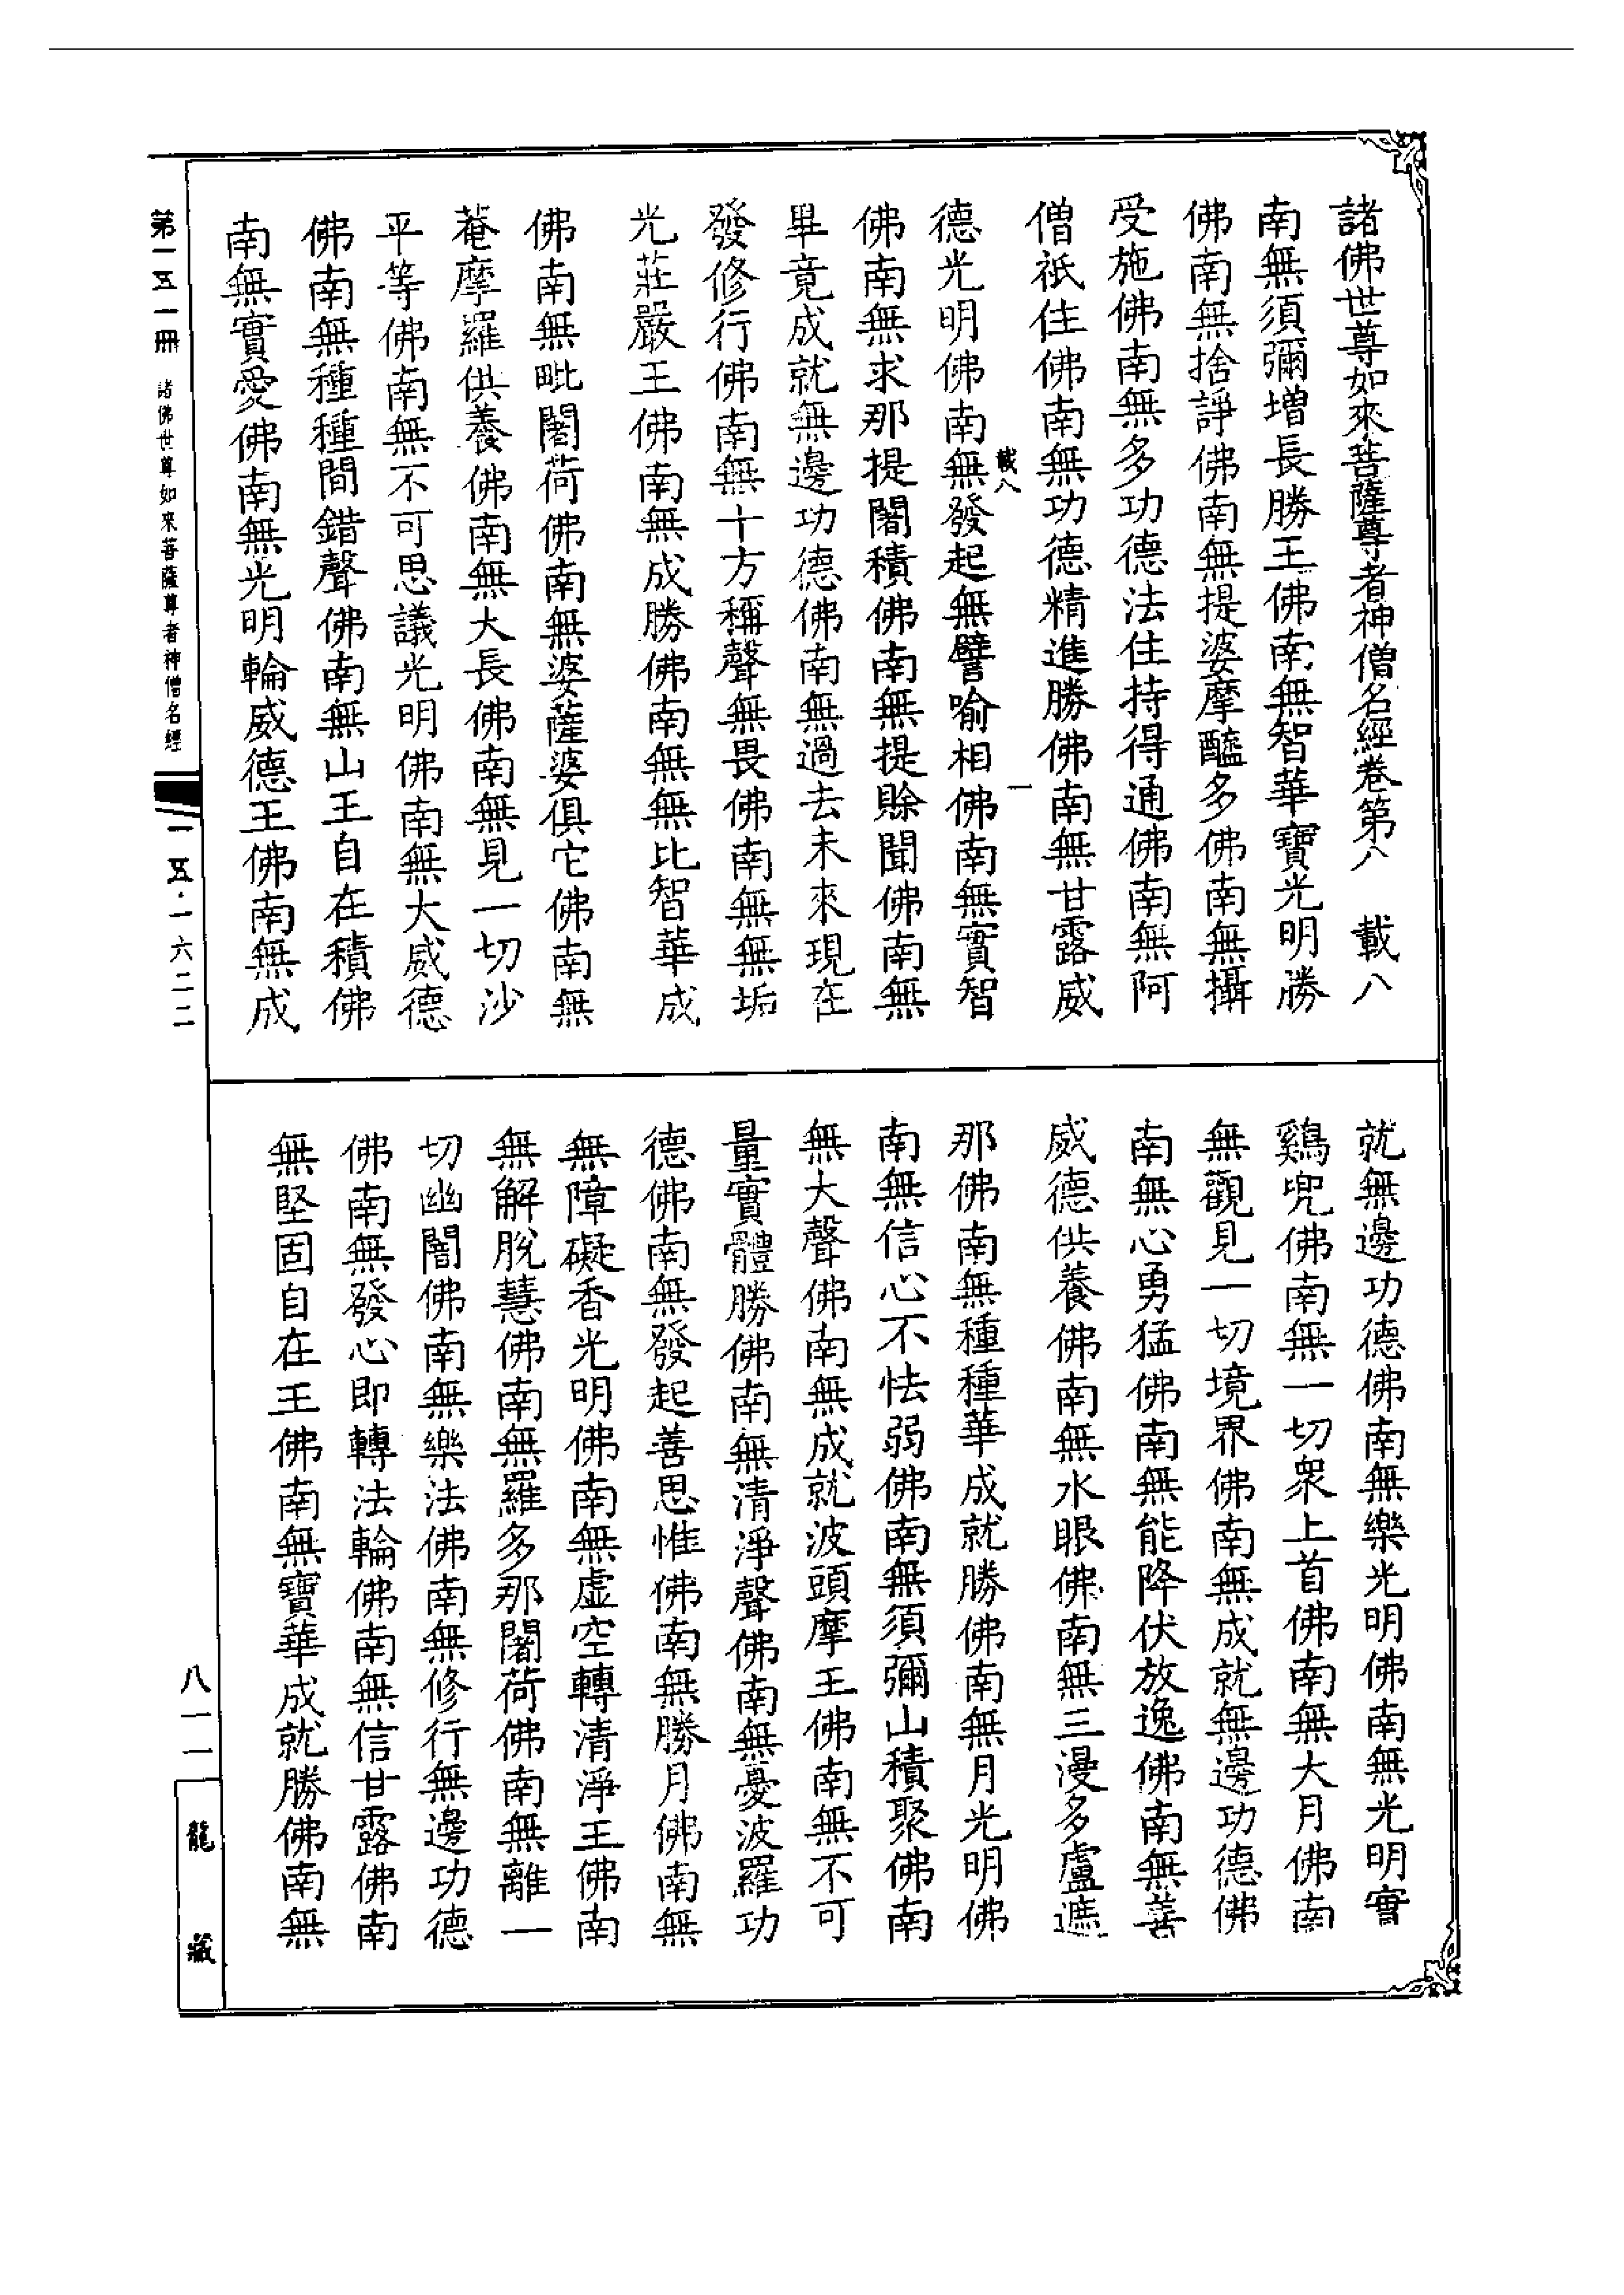 諸佛世尊如來菩薩尊者神僧名經卷第八 載八
南無須彌增長勝王佛南無智華寶光明勝
佛南無捨諍佛南無提婆摩醯多佛南無攝
受施佛南無多功德法住持得通佛南無阿
僧祇住佛南無功德精進勝佛南無甘露威
載八 一
德光明佛南無發起無譬喻相佛南無實智
佛南無求那提闍積佛南無提賒聞佛南無
畢竟成就無邊功德佛南無過去未來現在
發修行佛南無十方稱聲無畏佛南無無垢
光莊嚴王佛南無成勝佛南無無比智華成
佛南無毗闍荷佛南無婆薩婆俱它佛南無
菴摩羅供養佛南無大長佛南無見一切沙
平等佛南無不可思議光明佛南無大威德
佛南無種種間錯聲佛南無山王自在積佛
南無實愛佛南無光明輪威德王佛南無成
就無邊功德佛南無樂光明佛南無光明實
鷄兜佛南無一切衆上首佛南無大月佛南
無觀見一切境界佛南無成就無邊功德佛
南無心勇猛佛南無能降伏放逸佛南無善
威德供養佛南無水眼佛南無三漫多盧遮
那佛南無種種華成就勝佛南無月光明佛
南無信心不怯弱佛南無須彌山積聚佛南
無大聲佛南無成就波頭摩王佛南無不可
量實體勝佛南無清淨聲佛南無憂波羅功
德佛南無發起善思惟佛南無勝月佛南無
無障礙香光明佛南無虛空轉清淨王佛南
無解脫慧佛南無羅多那闍荷佛南無離一
切幽闇佛南無樂法佛南無修行無邊功德
佛南無發心即轉法輪佛南無信甘露佛南
無堅固自在王佛南無寶華成就勝佛南無
第一五一冊 諸佛世尊如來菩薩尊者神僧名經
一五·一六二二
八一一
龍藏